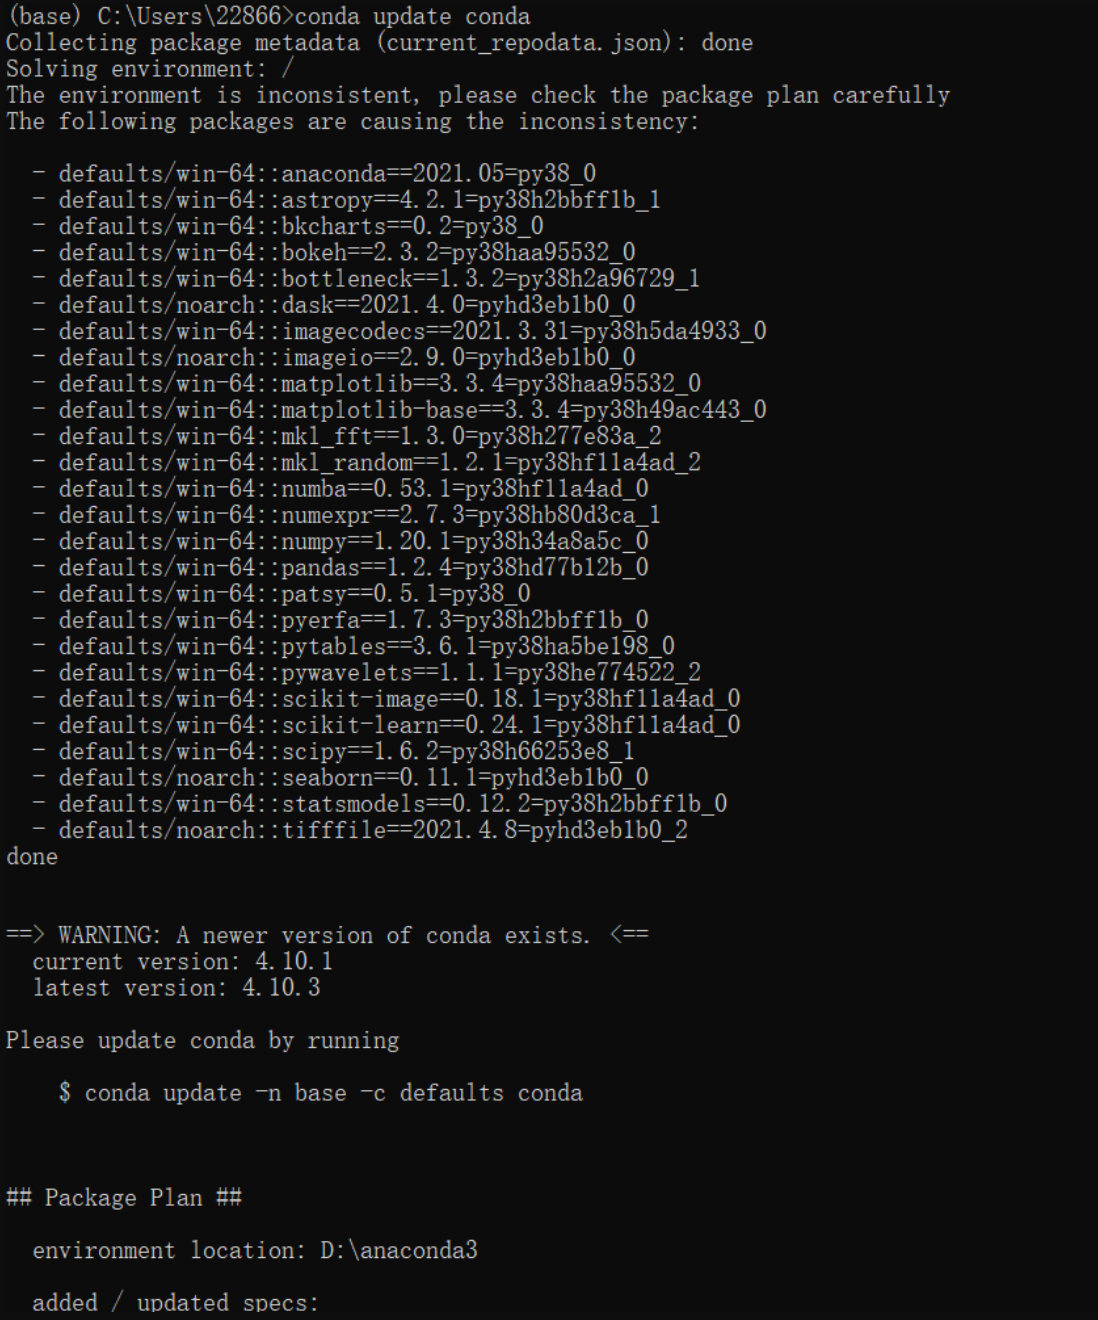 (base) C:\Users\22866>conda update conda
Collecting package metadata (current_repodata.json): done
Solving environment: /
The environment is inconsistent, please check the package plan carefully
The following packages are causing the inconsistency:
- defaults/win-64::anaconda==2021.05=py38_0
- defaults/win-64::astropy==4.2.1=py38h2bbff1b_1
- defaults/win-64::bkcharts==0.2=py38_0
- defaults/win-64::bokeh==2.3.2=py38haa95532_0
- defaults/win-64::bottleneck==1.3.2=py38h2a96729_1
- defaults/noarch::dask==2021.4.0=pyhd3eb1b0_0
- defaults/win-64::imagecodecs==2021.3.31=py38h5da4933_0
- defaults/noarch::imageio==2.9.0=pyhd3eb1b0_0
- defaults/win-64::matplotlib==3.3.4=py38haa95532_0
- defaults/win-64::matplotlib-base==3.3.4=py38h49ac443_0
- defaults/win-64::mkl_fft==1.3.0=py38h277e83a_2
- defaults/win-64::mkl_random==1.2.1=py38hf11a4ad_2
- defaults/win-64::numba==0.53.1=py38hf11a4ad_0
- defaults/win-64::numexpr==2.7.3=py38hb80d3ca_1
- defaults/win-64::numpy==1.20.1=py38h34a8a5c_0
- defaults/win-64::pandas==1.2.4=py38hd77b12b_0
- defaults/win-64::patsy==0.5.1=py38_0
- defaults/win-64::pyerfa==1.7.3=py38h2bbff1b_0
- defaults/win-64::pytables==3.6.1=py38ha5be198_0
- defaults/win-64::pywavelets==1.1.1=py38he774522_2
- defaults/win-64::scikit-image==0.18.1=py38hf11a4ad_0
- defaults/win-64::scikit-learn==0.24.1=py38hf11a4ad_0
- defaults/win-64::scipy==1.6.2=py38h66253e8_1
- defaults/noarch::seaborn==0.11.1=pyhd3eb1b0_0
- defaults/win-64::statsmodels==0.12.2=py38h2bbff1b_0
- defaults/noarch::tifffile==2021.4.8=pyhd3eb1b0_2
done
==> WARNING: A newer version of conda exists. <==
current version: 4.10.1
latest version: 4.10.3
Please update conda by running
$ conda update -n base -c defaults conda
## Package Plan ##
environment location: D:\anaconda3
added / updated specs: